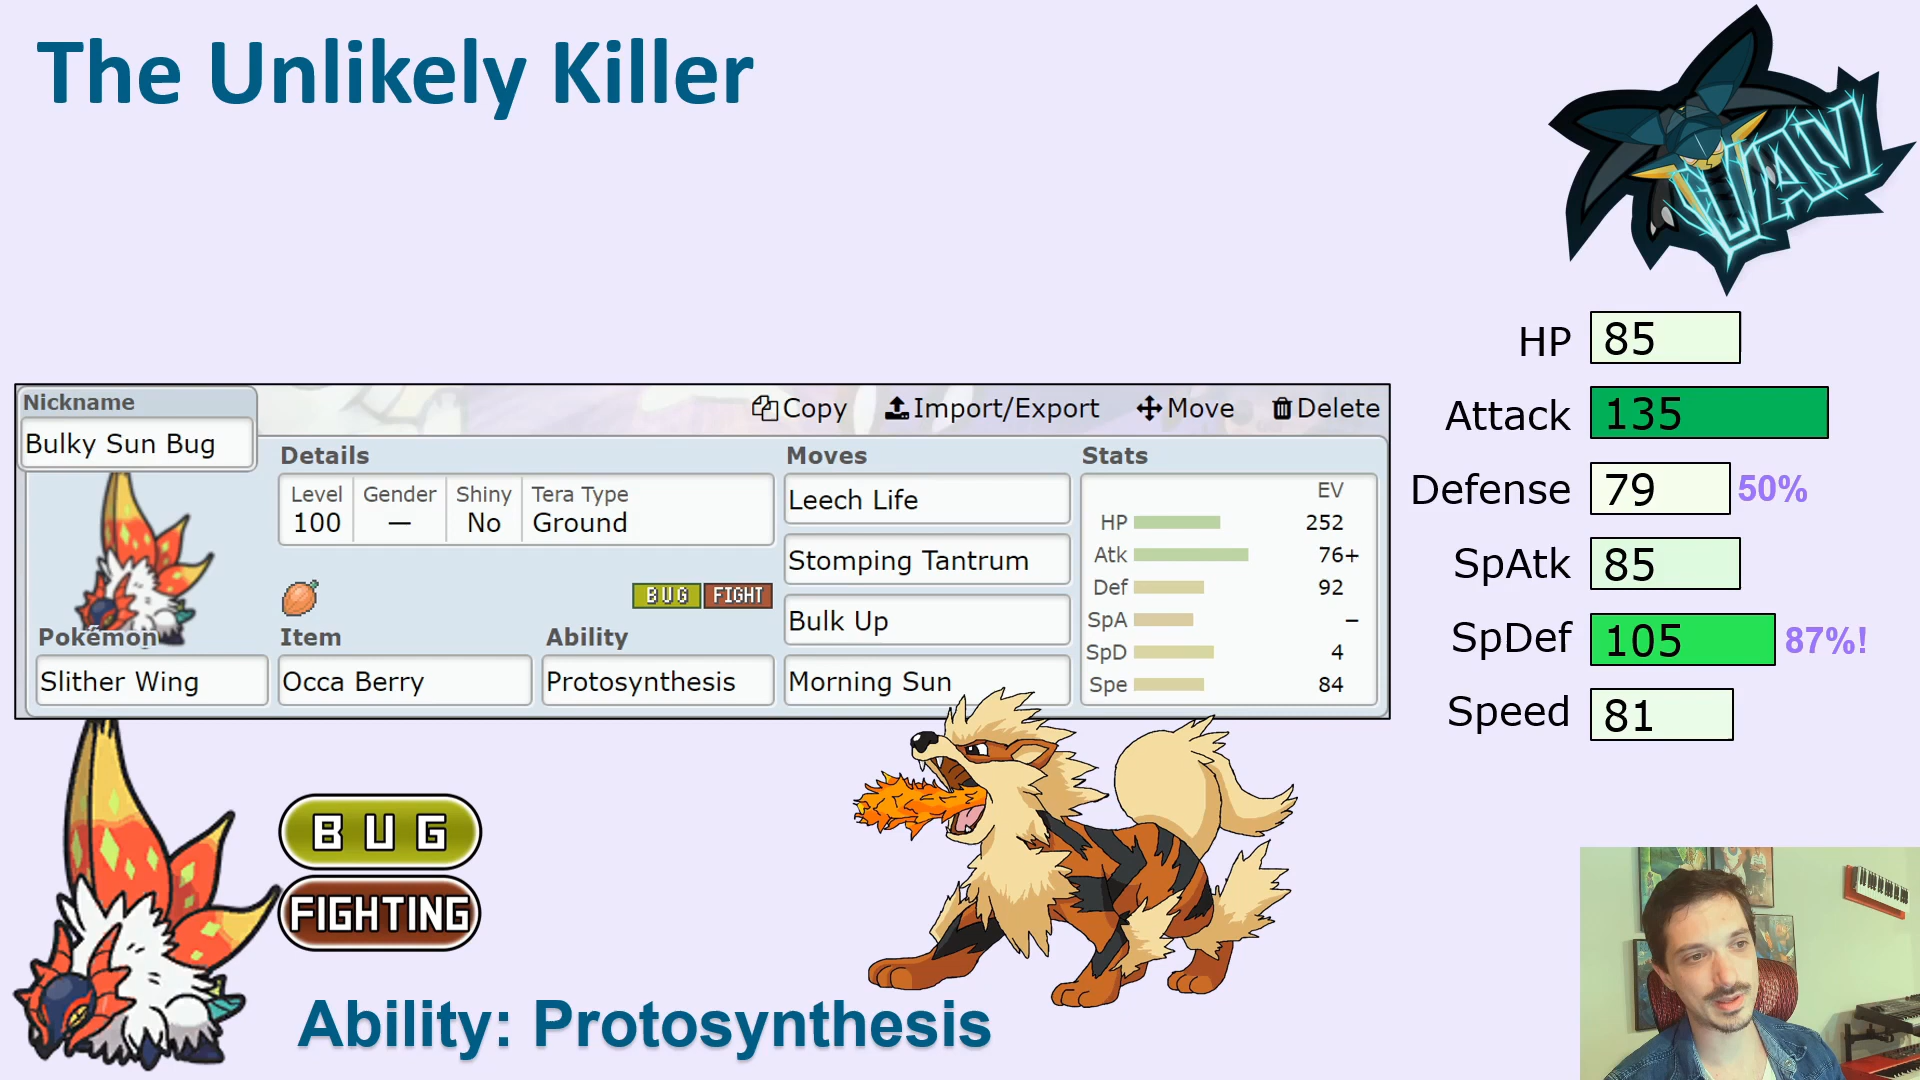 The Unlikely Killer
UAV
Nickname
Bulky Sun Bug
Copy Import/Export Move Delete
Details
Level Gender Shiny Tera Type
100 — No Ground
BUG FIGHT
Pokémon Item Ability
Slither Wing Occa Berry Protosynthesis
Moves
Leech Life
Stomping Tantrum
Bulk Up
Morning Sun
Stats
EV
HP 252
Atk 76+
Def 92
SpA –
SpD 4
Spe 84
HP 85
Attack 135
Defense 79 50%
SpAtk 85
SpDef 105 87%!
Speed 81
BUG
FIGHTING
Ability: Protosynthesis